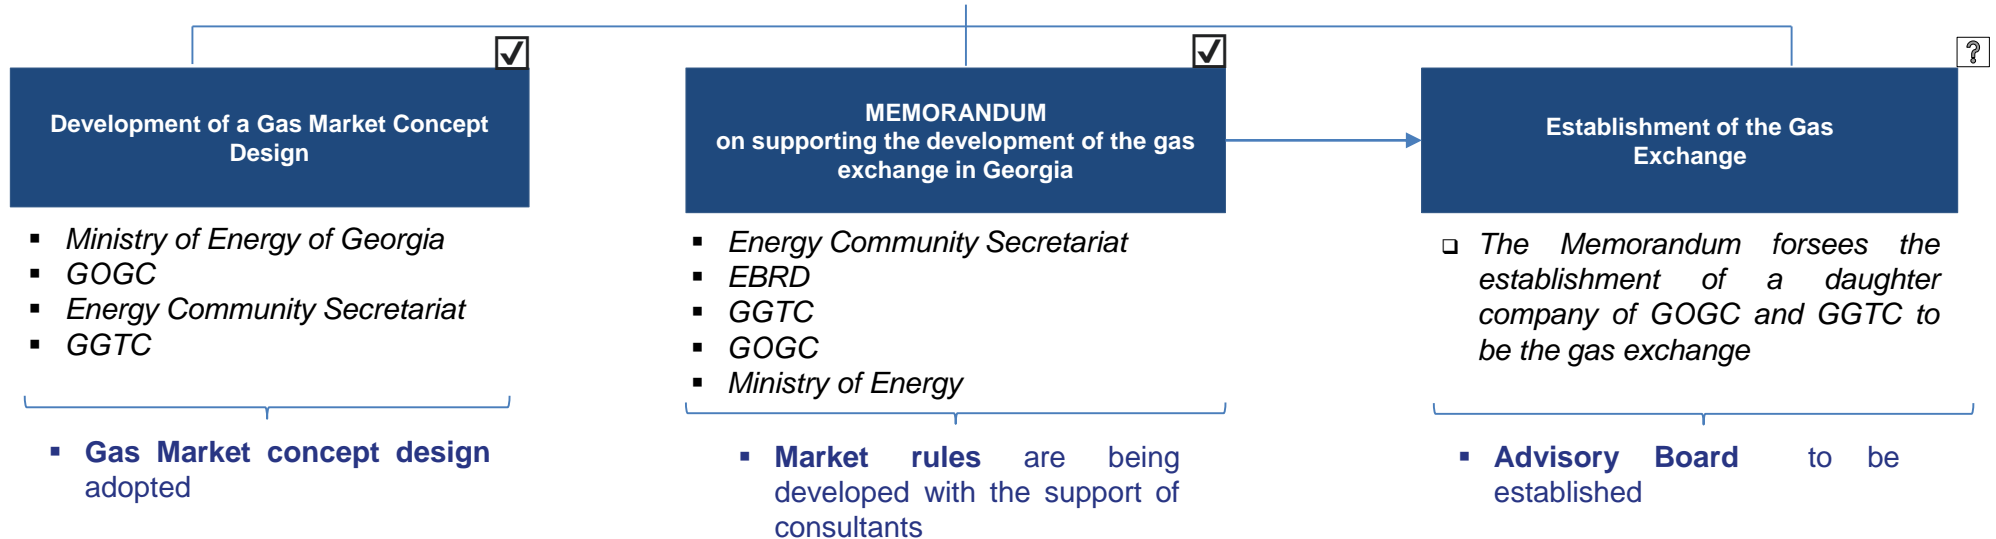 Development of a Gas Market Concept
Design
▪ Ministry of Energy of Georgia
▪ GOGC
▪ Energy Community Secretariat
▪ GGTC
▪ Gas Market concept design
adopted
MEMORANDUM
on supporting the development of the gas
exchange in Georgia
▪ Energy Community Secretariat
▪ EBRD
▪ GGTC
▪ GOGC
▪ Ministry of Energy
▪ Market rules are being
developed with the support of
consultants
?
Establishment of the Gas
Exchange
❑ The Memorandum forsees the
establishment of a daughter
company of GOGC and GGTC to
be the gas exchange
▪ Advisory Board to be
established